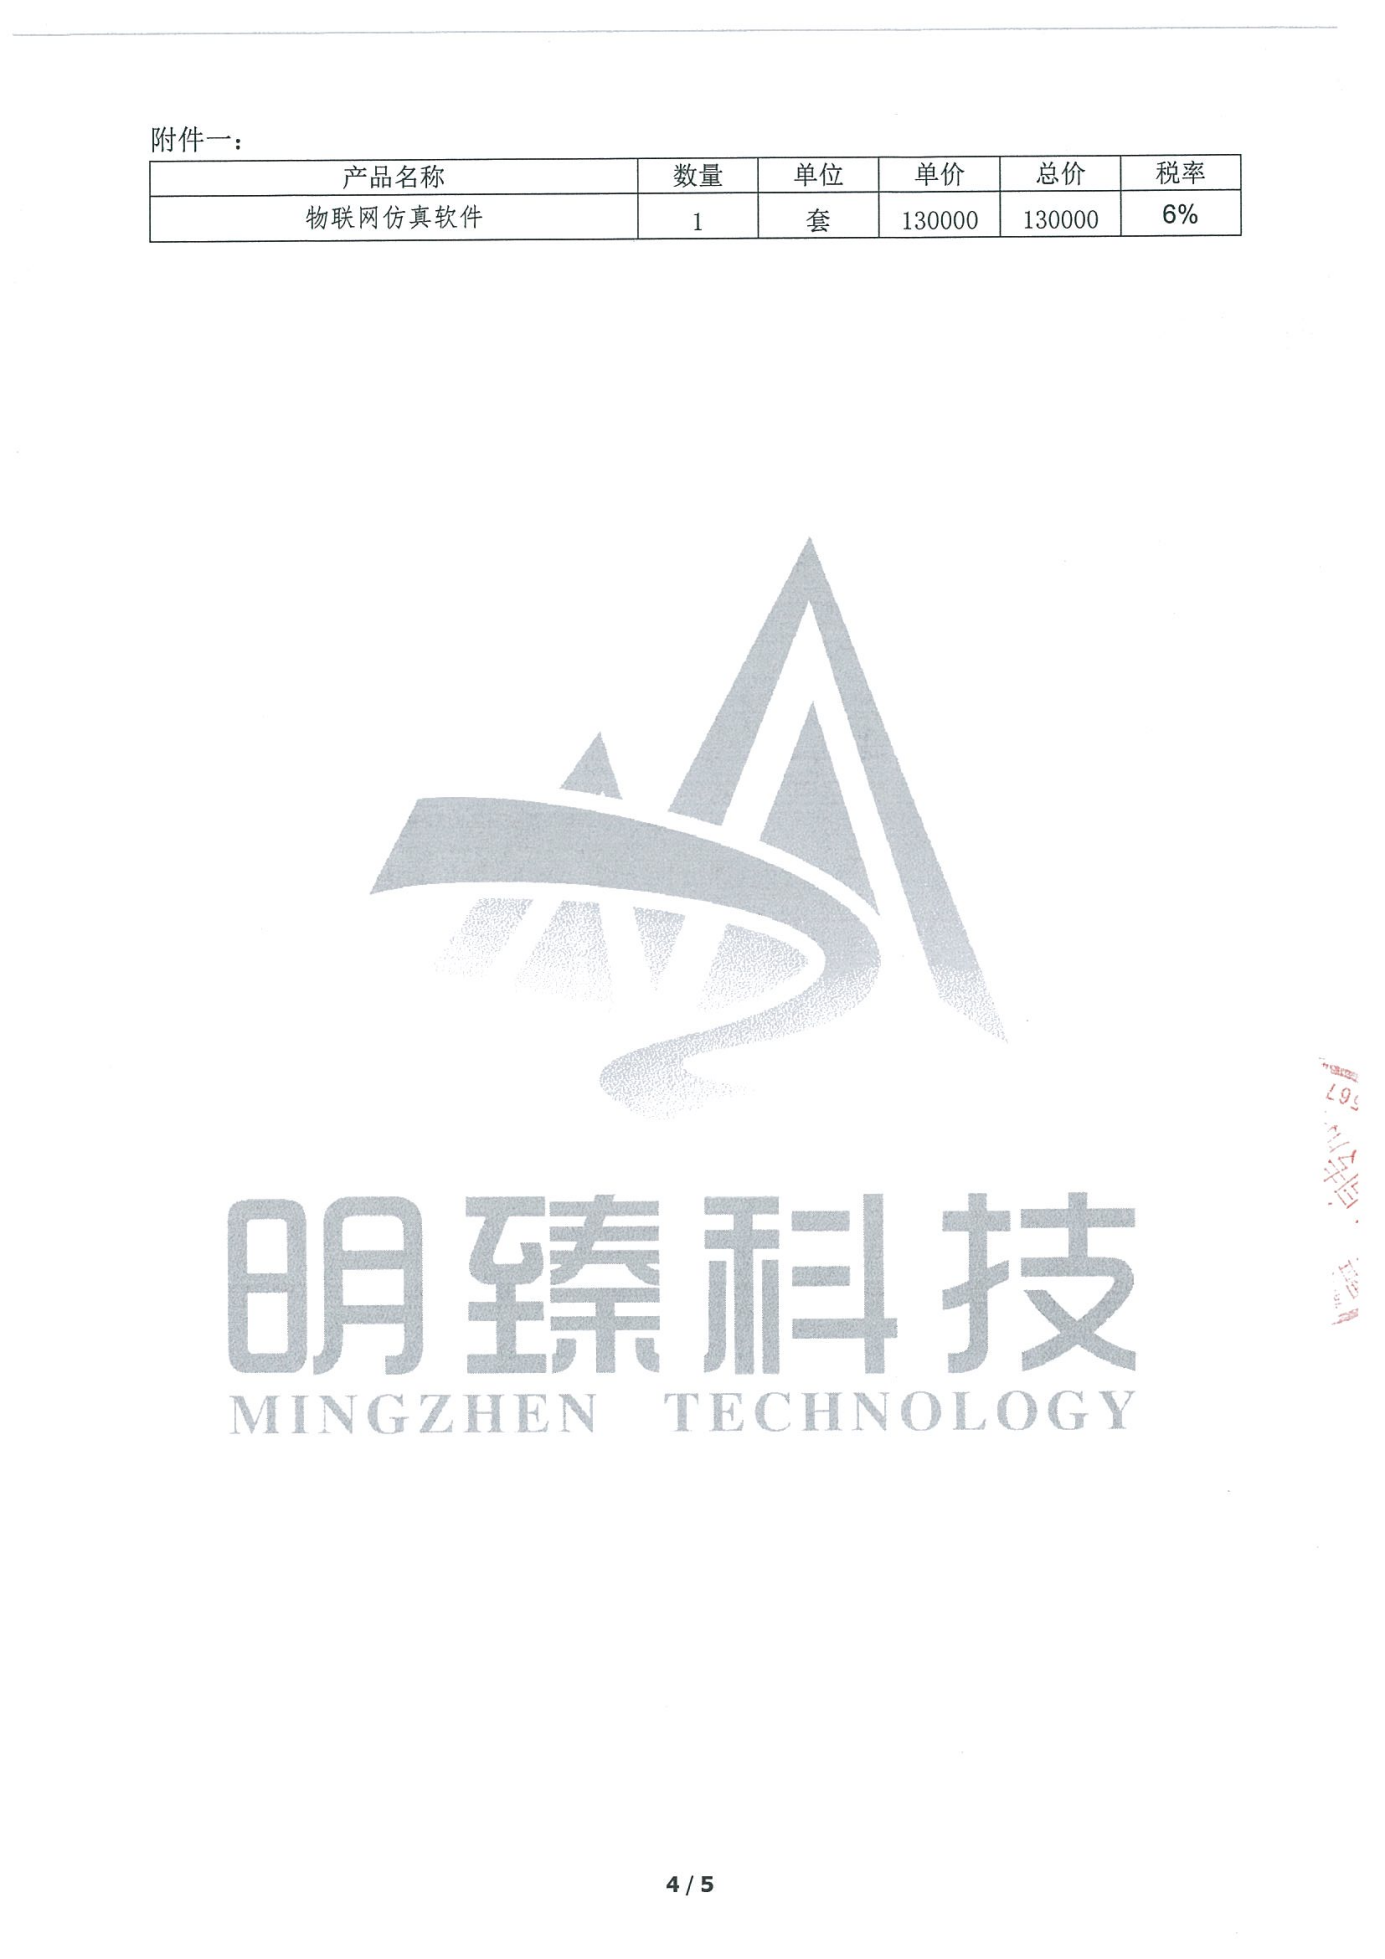 附件一：
产品名称 数量 单位 单价 总价 税率
物联网仿真软件 1 套 130000 130000 6%
明臻科技
MINGZHEN TECHNOLOGY
4 / 5